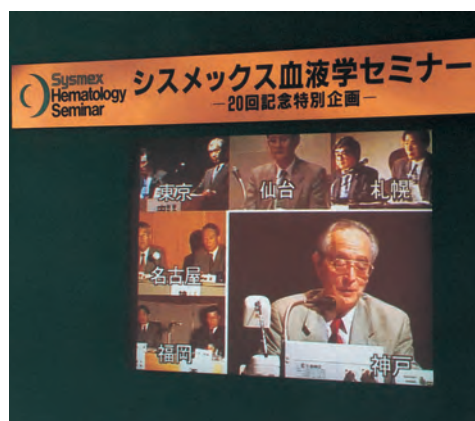 Sysmex
Hematology
Seminar
シスメックス血液学セミナー
―20回記念特別企画―
東京
仙台
札幌
名古屋
福岡
神戸